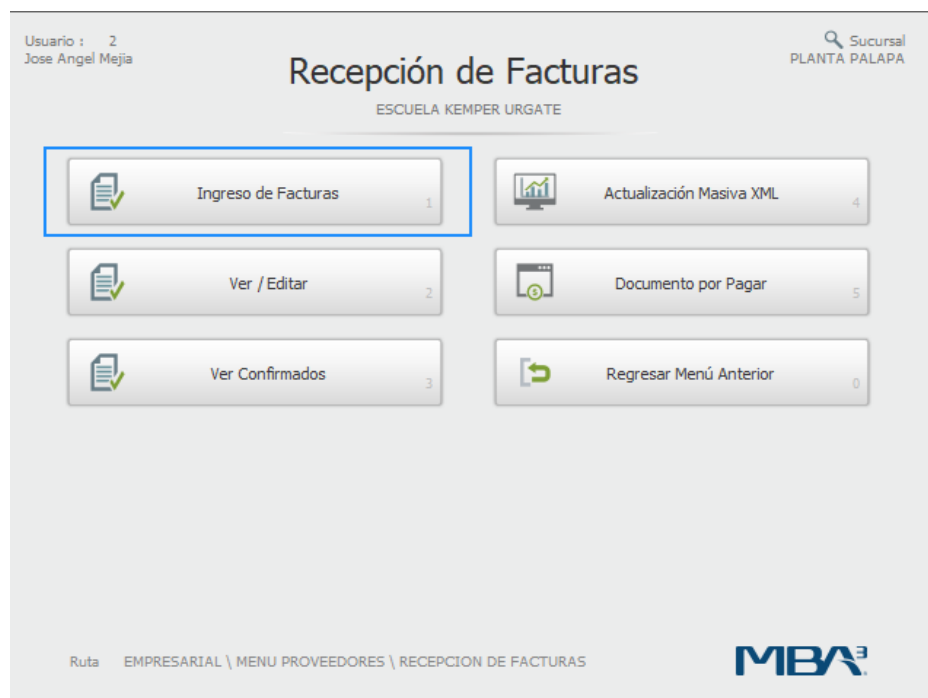 Usuario : 2
Jose Angel Mejia
Sucursal
PLANTA PALAPA
Recepción de Facturas
ESCUELA KEMPER URGATE
Ingreso de Facturas 1
Actualización Masiva XML 4
Ver / Editar 2
Documento por Pagar 5
Ver Confirmados 3
Regresar Menú Anterior 0
Ruta EMPRESARIAL \ MENU PROVEEDORES \ RECEPCION DE FACTURAS
MBA³